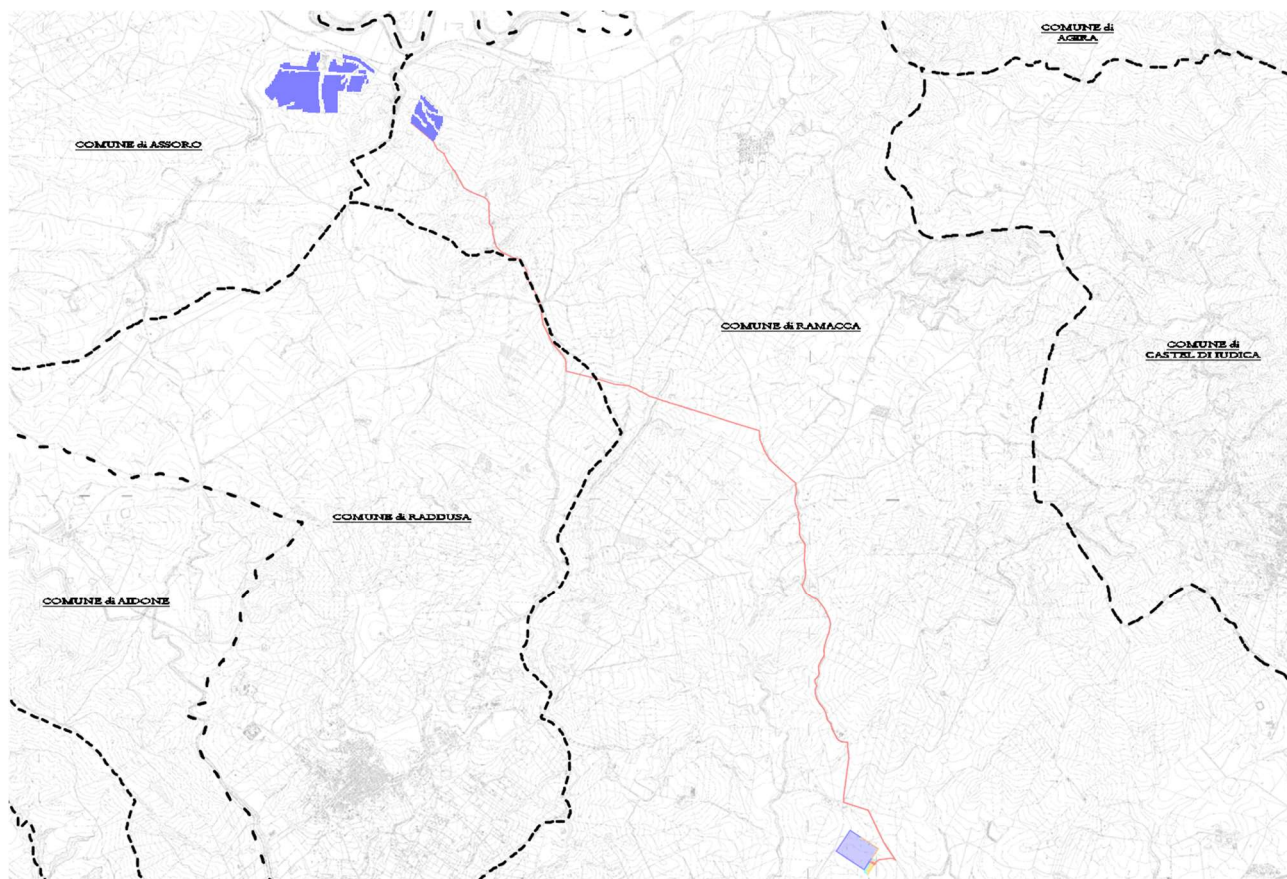 COMUNE di
AGIRA
COMUNE di ASSORO
COMUNE di RAMACCA
COMUNE di
CASTEL DI IUDICA
COMUNE di RADDUSA
COMUNE di AIDONE